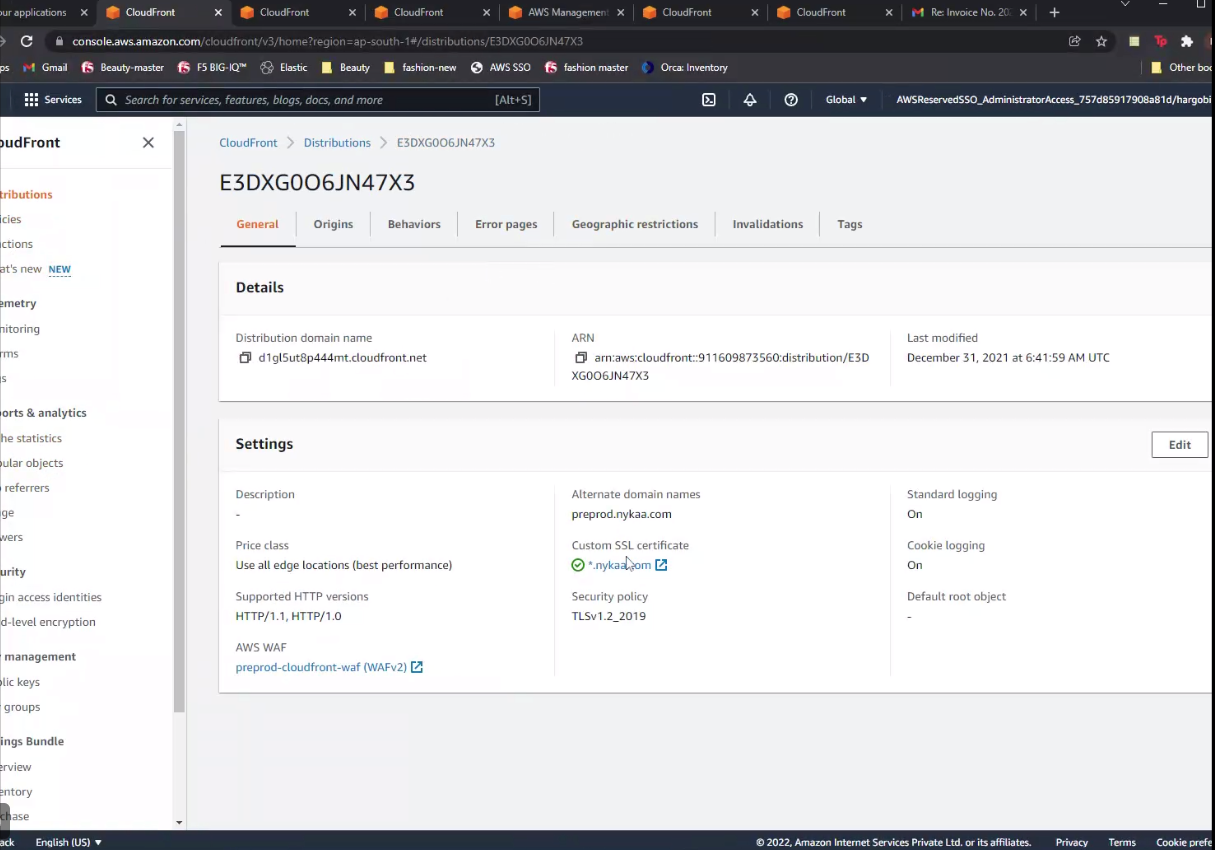 our applications
CloudFront
CloudFront
CloudFront
AWS Management
CloudFront
CloudFront
Re: Invoice No. 20
console.aws.amazon.com/cloudfront/v3/home?region=ap-south-1#/distributions/E3DXG0O6JN47X3
ps Gmail Beauty-master F5 BIG-IQ™ Elastic Beauty fashion-new AWS SSO fashion master Orca: Inventory Other boo
Services Search for services, features, blogs, docs, and more [Alt+S] Global ▼ AWSReservedSSO_AdministratorAccess_757d85917908a81d/hargobi
oudFront
tributions
icies
ctions
at's new NEW
emetry
nitoring
rms
gs
orts & analytics
he statistics
pular objects
referrers
ge
wers
urity
gin access identities
d-level encryption
management
lic keys
groups
ings Bundle
erview
entory
chase
CloudFront > Distributions > E3DXG0O6JN47X3
E3DXG0O6JN47X3
General Origins Behaviors Error pages Geographic restrictions Invalidations Tags
Details
Distribution domain name
d1gl5ut8p444mt.cloudfront.net
ARN
arn:aws:cloudfront::911609873560:distribution/E3D
XG0O6JN47X3
Last modified
December 31, 2021 at 6:41:59 AM UTC
Settings
Edit
Description
-
Price class
Use all edge locations (best performance)
Supported HTTP versions
HTTP/1.1, HTTP/1.0
AWS WAF
preprod-cloudfront-waf (WAFv2)
Alternate domain names
preprod.nykaa.com
Custom SSL certificate
*.nykaa.com
Security policy
TLSv1.2_2019
Standard logging
On
Cookie logging
On
Default root object
-
ack English (US) ▼ © 2022, Amazon Internet Services Private Ltd. or its affiliates. Privacy Terms Cookie prefe